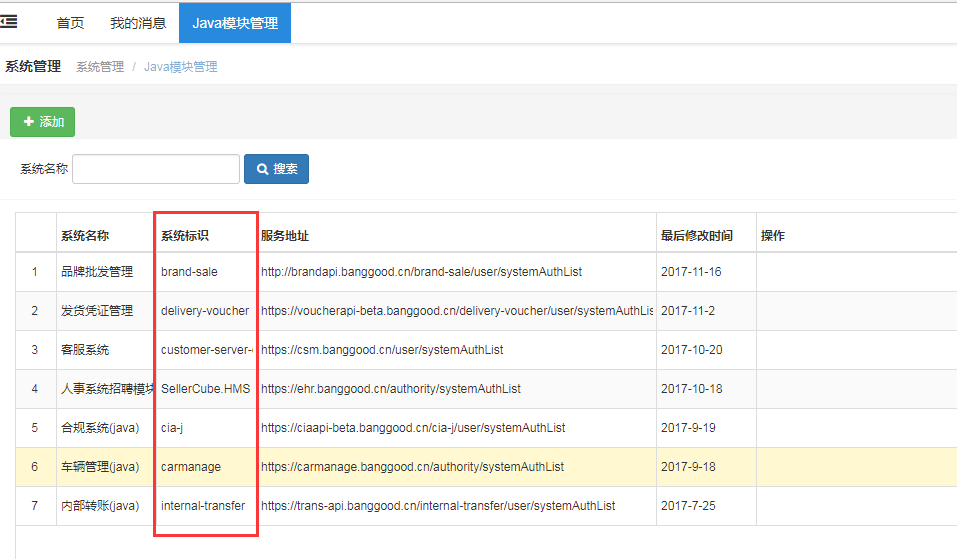 首页 我的消息 Java模块管理
系统管理 系统管理 / Java模块管理
添加
系统名称 搜索
系统名称 系统标识 服务地址 最后修改时间 操作
1 品牌批发管理 brand-sale http://brandapi.banggood.cn/brand-sale/user/systemAuthList 2017-11-16
2 发货凭证管理 delivery-voucher https://voucherapi-beta.banggood.cn/delivery-voucher/user/systemAuthLis 2017-11-2
3 客服系统 customer-server- https://csm.banggood.cn/user/systemAuthList 2017-10-20
4 人事系统招聘模块 SellerCube.HMS https://ehr.banggood.cn/authority/systemAuthList 2017-10-18
5 合规系统(java) cia-j https://ciaapi-beta.banggood.cn/cia-j/user/systemAuthList 2017-9-19
6 车辆管理(java) carmanage https://carmanage.banggood.cn/authority/systemAuthList 2017-9-18
7 内部转账(java) internal-transfer https://trans-api.banggood.cn/internal-transfer/user/systemAuthList 2017-7-25